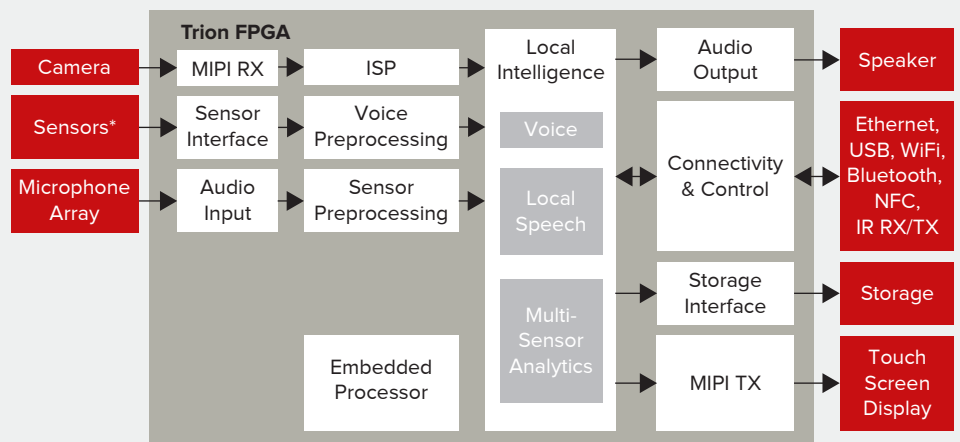 Trion FPGA
Camera
MIPI RX
ISP
Sensors*
Sensor
Interface
Voice
Preprocessing
Microphone
Array
Audio
Input
Sensor
Preprocessing
Embedded
Processor
Local
Intelligence
Voice
Local
Speech
Multi-
Sensor
Analytics
Audio
Output
Connectivity
& Control
Storage
Interface
MIPI TX
Speaker
Ethernet,
USB, WiFi,
Bluetooth,
NFC,
IR RX/TX
Storage
Touch
Screen
Display